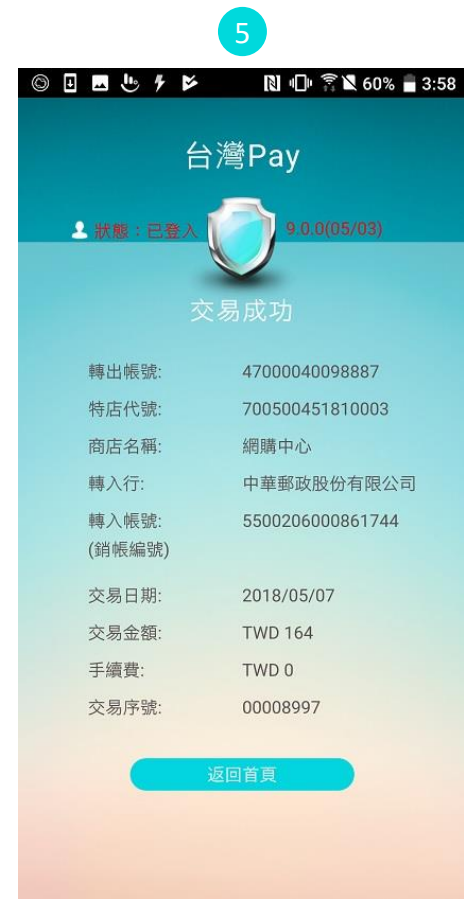 5
60% 3:58
台灣Pay
狀態：已登入 9.0.0(05/03)
交易成功
轉出帳號: 47000040098887
特店代號: 700500451810003
商店名稱: 網購中心
轉入行: 中華郵政股份有限公司
轉入帳號: 5500206000861744
(銷帳編號)
交易日期: 2018/05/07
交易金額: TWD 164
手續費: TWD 0
交易序號: 00008997
返回首頁